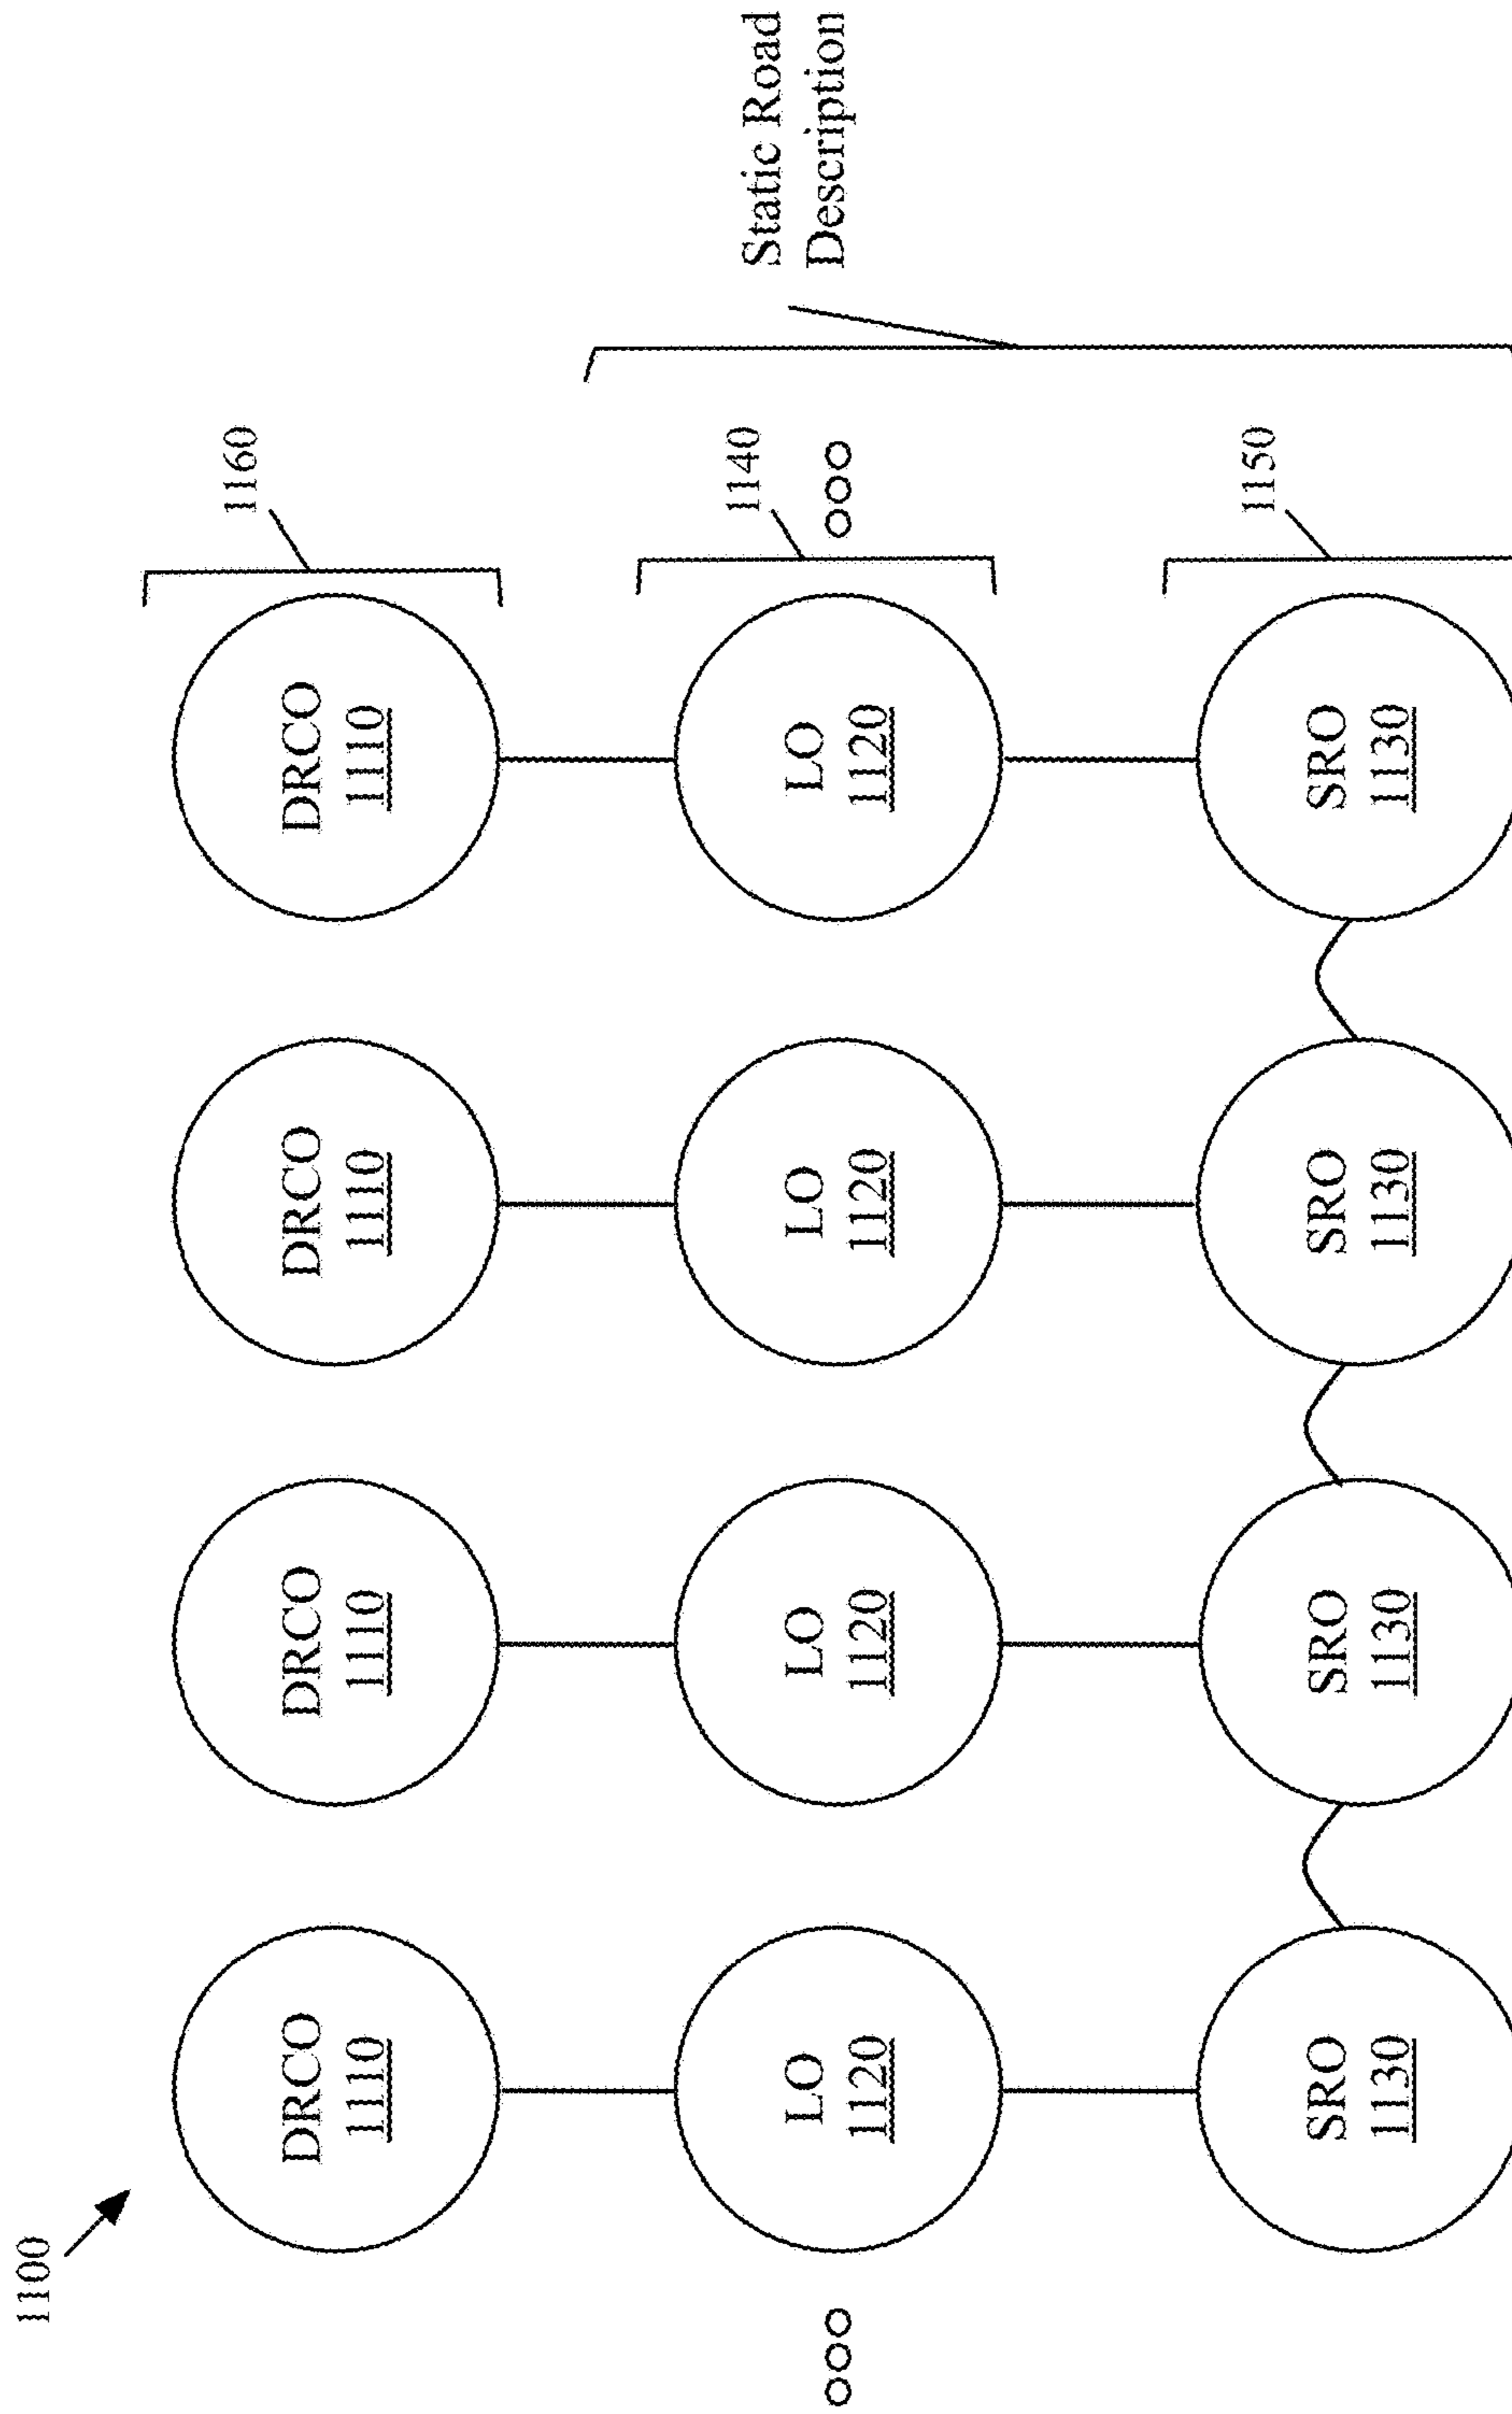 1100
DRCO
1110
DRCO
1110
DRCO
1110
DRCO
1110
1160
LO
1120
LO
1120
LO
1120
LO
1120
1140
Static Road
Description
SRO
1130
SRO
1130
SRO
1130
SRO
1130
1150